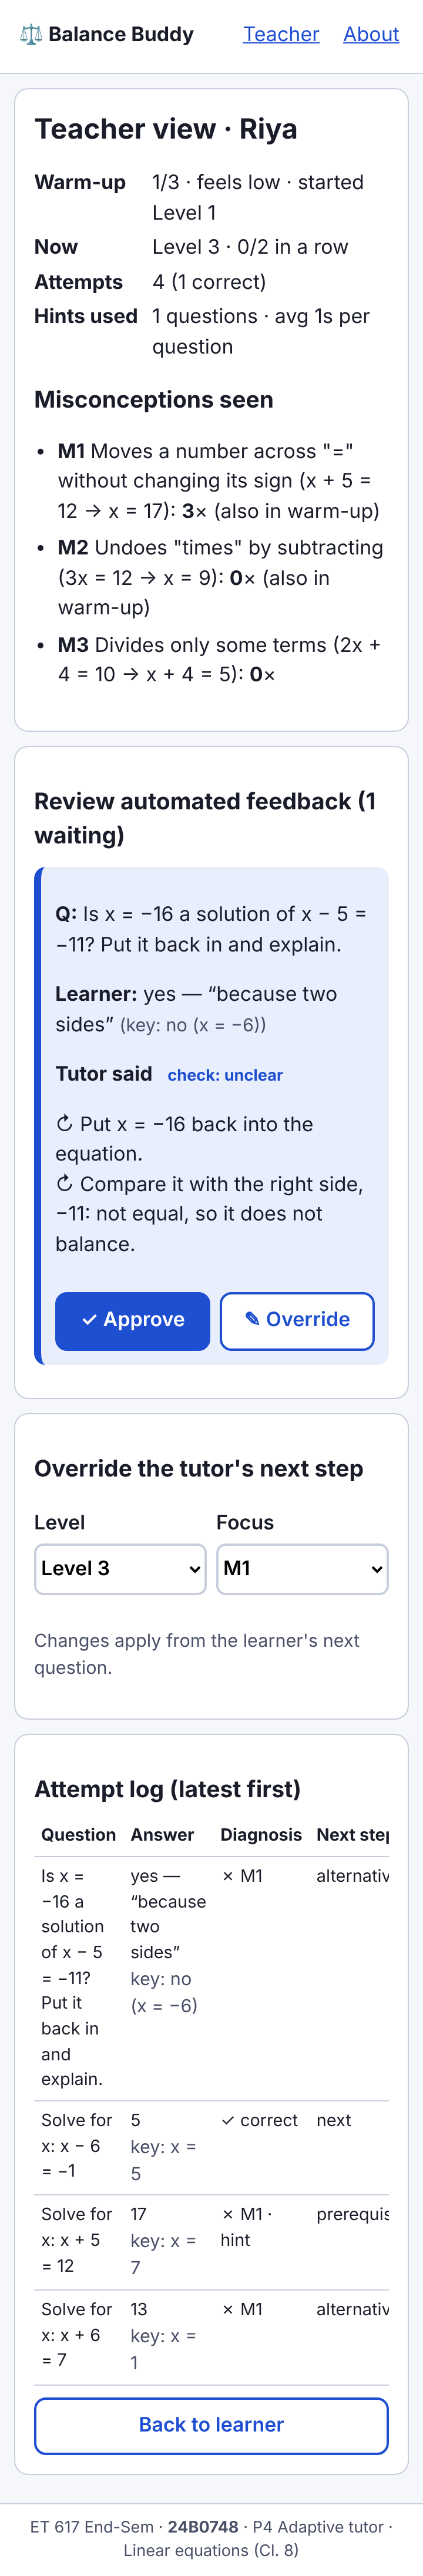 ⚖️ Balance Buddy Teacher About
Teacher view · Riya
Warm-up 1/3 · feels low · started
Level 1
Now Level 3 · 0/2 in a row
Attempts 4 (1 correct)
Hints used 1 questions · avg 1s per
question
Misconceptions seen
• M1 Moves a number across "="
without changing its sign (x + 5 =
12 → x = 17): 3× (also in warm-up)
• M2 Undoes "times" by subtracting
(3x = 12 → x = 9): 0× (also in
warm-up)
• M3 Divides only some terms (2x +
4 = 10 → x + 4 = 5): 0×
Review automated feedback (1
waiting)
Q: Is x = −16 a solution of x − 5 =
−11? Put it back in and explain.
Learner: yes — “because two
sides” (key: no (x = −6))
Tutor said check: unclear
↻ Put x = −16 back into the
equation.
↻ Compare it with the right side,
−11: not equal, so it does not
balance.
✓ Approve ✎ Override
Override the tutor's next step
Level Focus
Level 3 M1
Changes apply from the learner's next
question.
Attempt log (latest first)
Question Answer Diagnosis Next step
Is x = yes — × M1 alternativ
−16 a “because
solution two
of x − 5 sides”
= −11? key: no
Put it (x = −6)
back in
and
explain.
Solve for 5 ✓ correct next
x: x − 6 key: x =
= −1 5
Solve for 17 × M1 · prerequis
x: x + 5 key: x = hint
= 12 7
Solve for 13 × M1 alternativ
x: x + 6 key: x =
= 7 1
Back to learner
ET 617 End-Sem · 24B0748 · P4 Adaptive tutor ·
Linear equations (Cl. 8)